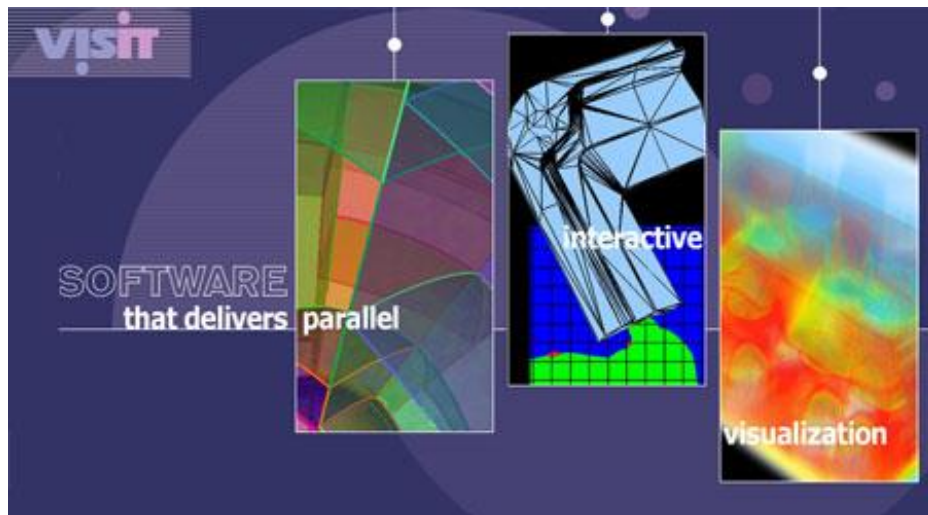 VisIT
SOFTWARE
that delivers parallel
interactive
visualization